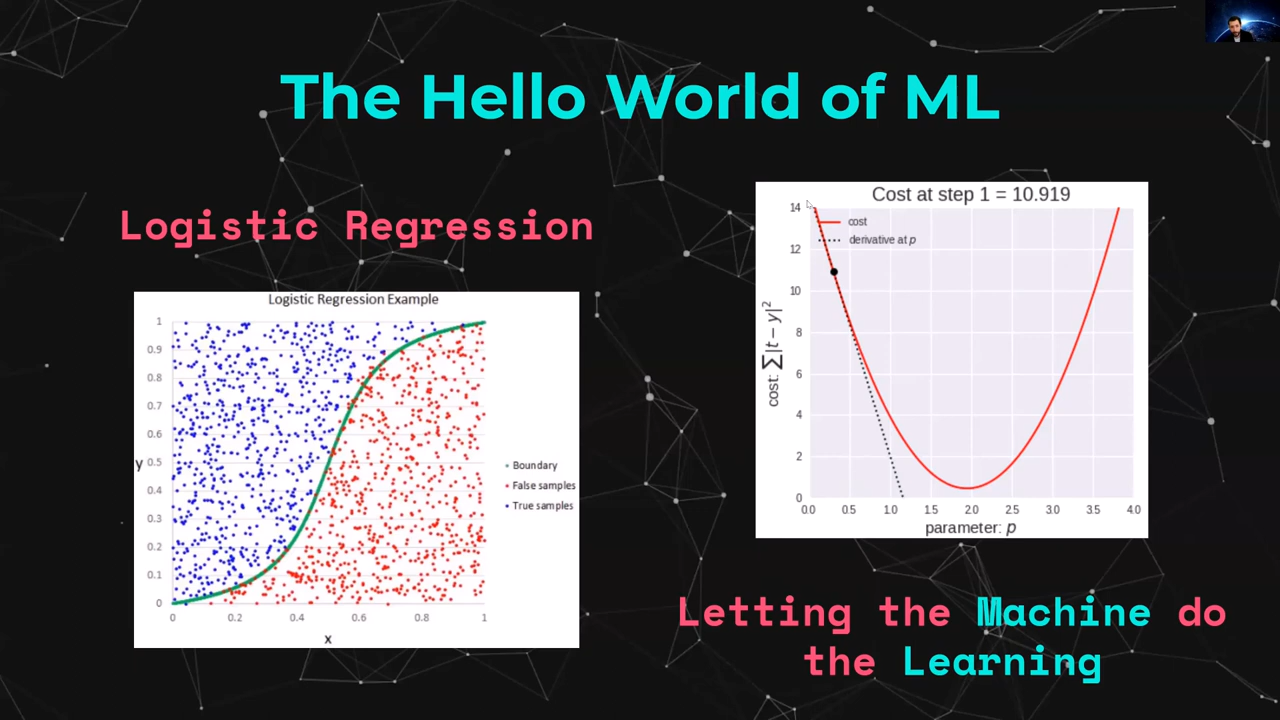 The Hello World of ML
Logistic Regression
Logistic Regression Example
1
0.9
0.8
0.7
0.6
y 0.5
0.4
0.3
0.2
0.1
0
0 0.2 0.4 0.6 0.8 1
x
Boundary
False samples
True samples
Cost at step 1 = 10.919
cost
derivative at p
14
12
10
8
6
4
2
0
cost: ∑|t − y|²
0.0 0.5 1.0 1.5 2.0 2.5 3.0 3.5 4.0
parameter: p
Letting the Machine do
the Learning